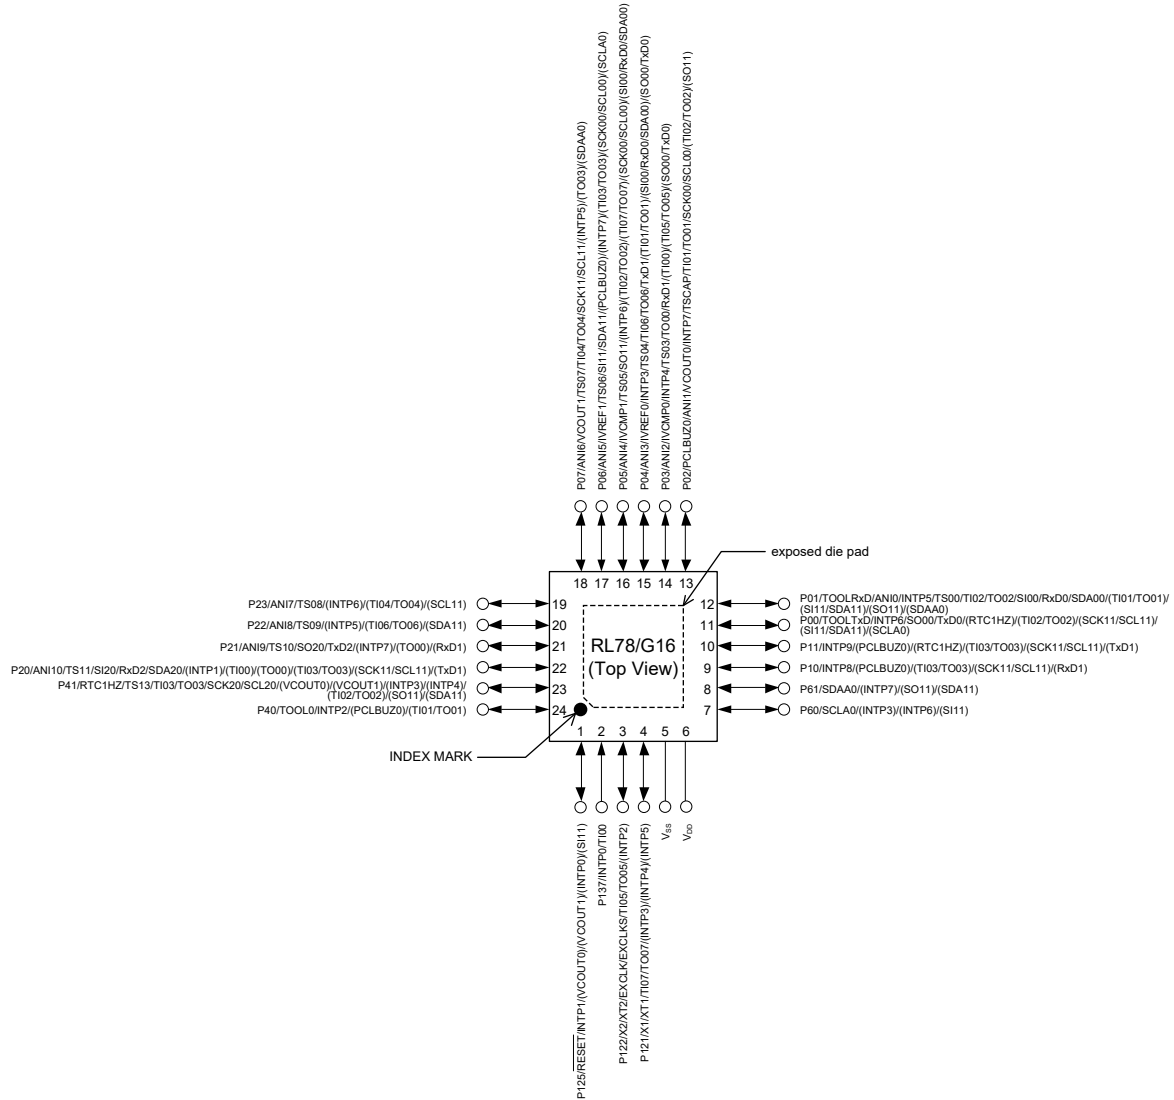 P07/ANI6/VCOUT1/TS07/TI04/TO04/SCK11/SCL11/(INTP5)/(TO03)/(SDAA0)
P06/ANI5/IVREF1/TS06/SI11/SDA11/(PCLBUZ0)/(INTP7)/(TI03/TO03)/(SCK00/SCL00)/(SCLA0)
P05/ANI4/IVCMP1/TS05/SO11/(INTP6)/(TI02/TO02)/(TI07/TO07)/(SCK00/SCL00)/(SI00/RxD0/SDA00)
P04/ANI3/IVREF0/INTP3/TS04/TI06/TO06/TxD1/(TI01/TO01)/(SI00/RxD0/SDA00)/(SO00/TxD0)
P03/ANI2/IVCMP0/INTP4/TS03/TO00/RxD1/(TI00)/(TI05/TO05)/(SO00/TxD0)
P02/PCLBUZ0/ANI1/VCOUT0/INTP7/TSCAP/TI01/TO01/SCK00/SCL00/(TI02/TO02)/(SO11)
exposed die pad
18 17 16 15 14 13
P23/ANI7/TS08/(INTP6)/(TI04/TO04)/(SCL11)
19
P22/ANI8/TS09/(INTP5)/(TI06/TO06)/(SDA11)
20
P21/ANI9/TS10/SO20/TxD2/(INTP7)/(TO00)/(RxD1)
21
P20/ANI10/TS11/SI20/RxD2/SDA20/(INTP1)/(TI00)/(TO00)/(TI03/TO03)/(SCK11/SCL11)/(TxD1)
22
P41/RTC1HZ/TS13/TI03/TO03/SCK20/SCL20/(VCOUT0)/(VCOUT1)/(INTP3)/(INTP4)/
(TI02/TO02)/(SO11)/(SDA11)
23
P40/TOOL0/INTP2/(PCLBUZ0)/(TI01/TO01)
24
RL78/G16
(Top View)
12
P01/TOOLRxD/ANI0/INTP5/TS00/TI02/TO02/SI00/RxD0/SDA00/(TI01/TO01)/
(SI11/SDA11)/(SO11)/(SDAA0)
11
P00/TOOLTxD/INTP6/SO00/TxD0/(RTC1HZ)/(TI02/TO02)/(SCK11/SCL11)/
(SI11/SDA11)/(SCLA0)
10
P11/INTP9/(PCLBUZ0)/(RTC1HZ)/(TI03/TO03)/(SCK11/SCL11)/(TxD1)
9
P10/INTP8/(PCLBUZ0)/(TI03/TO03)/(SCK11/SCL11)/(RxD1)
8
P61/SDAA0/(INTP7)/(SO11)/(SDA11)
7
P60/SCLA0/(INTP3)/(INTP6)/(SI11)
1 2 3 4 5 6
INDEX MARK
P125/RESET/INTP1/(VCOUT0)/(VCOUT1)/(INTP0)/(SI11)
P137/INTP0/TI00
P122/X2/XT2/EXCLK/EXCLKS/TI05/TO05/(INTP2)
P121/X1/XT1/TI07/TO07/(INTP3)/(INTP4)/(INTP5)
VSS
VDD